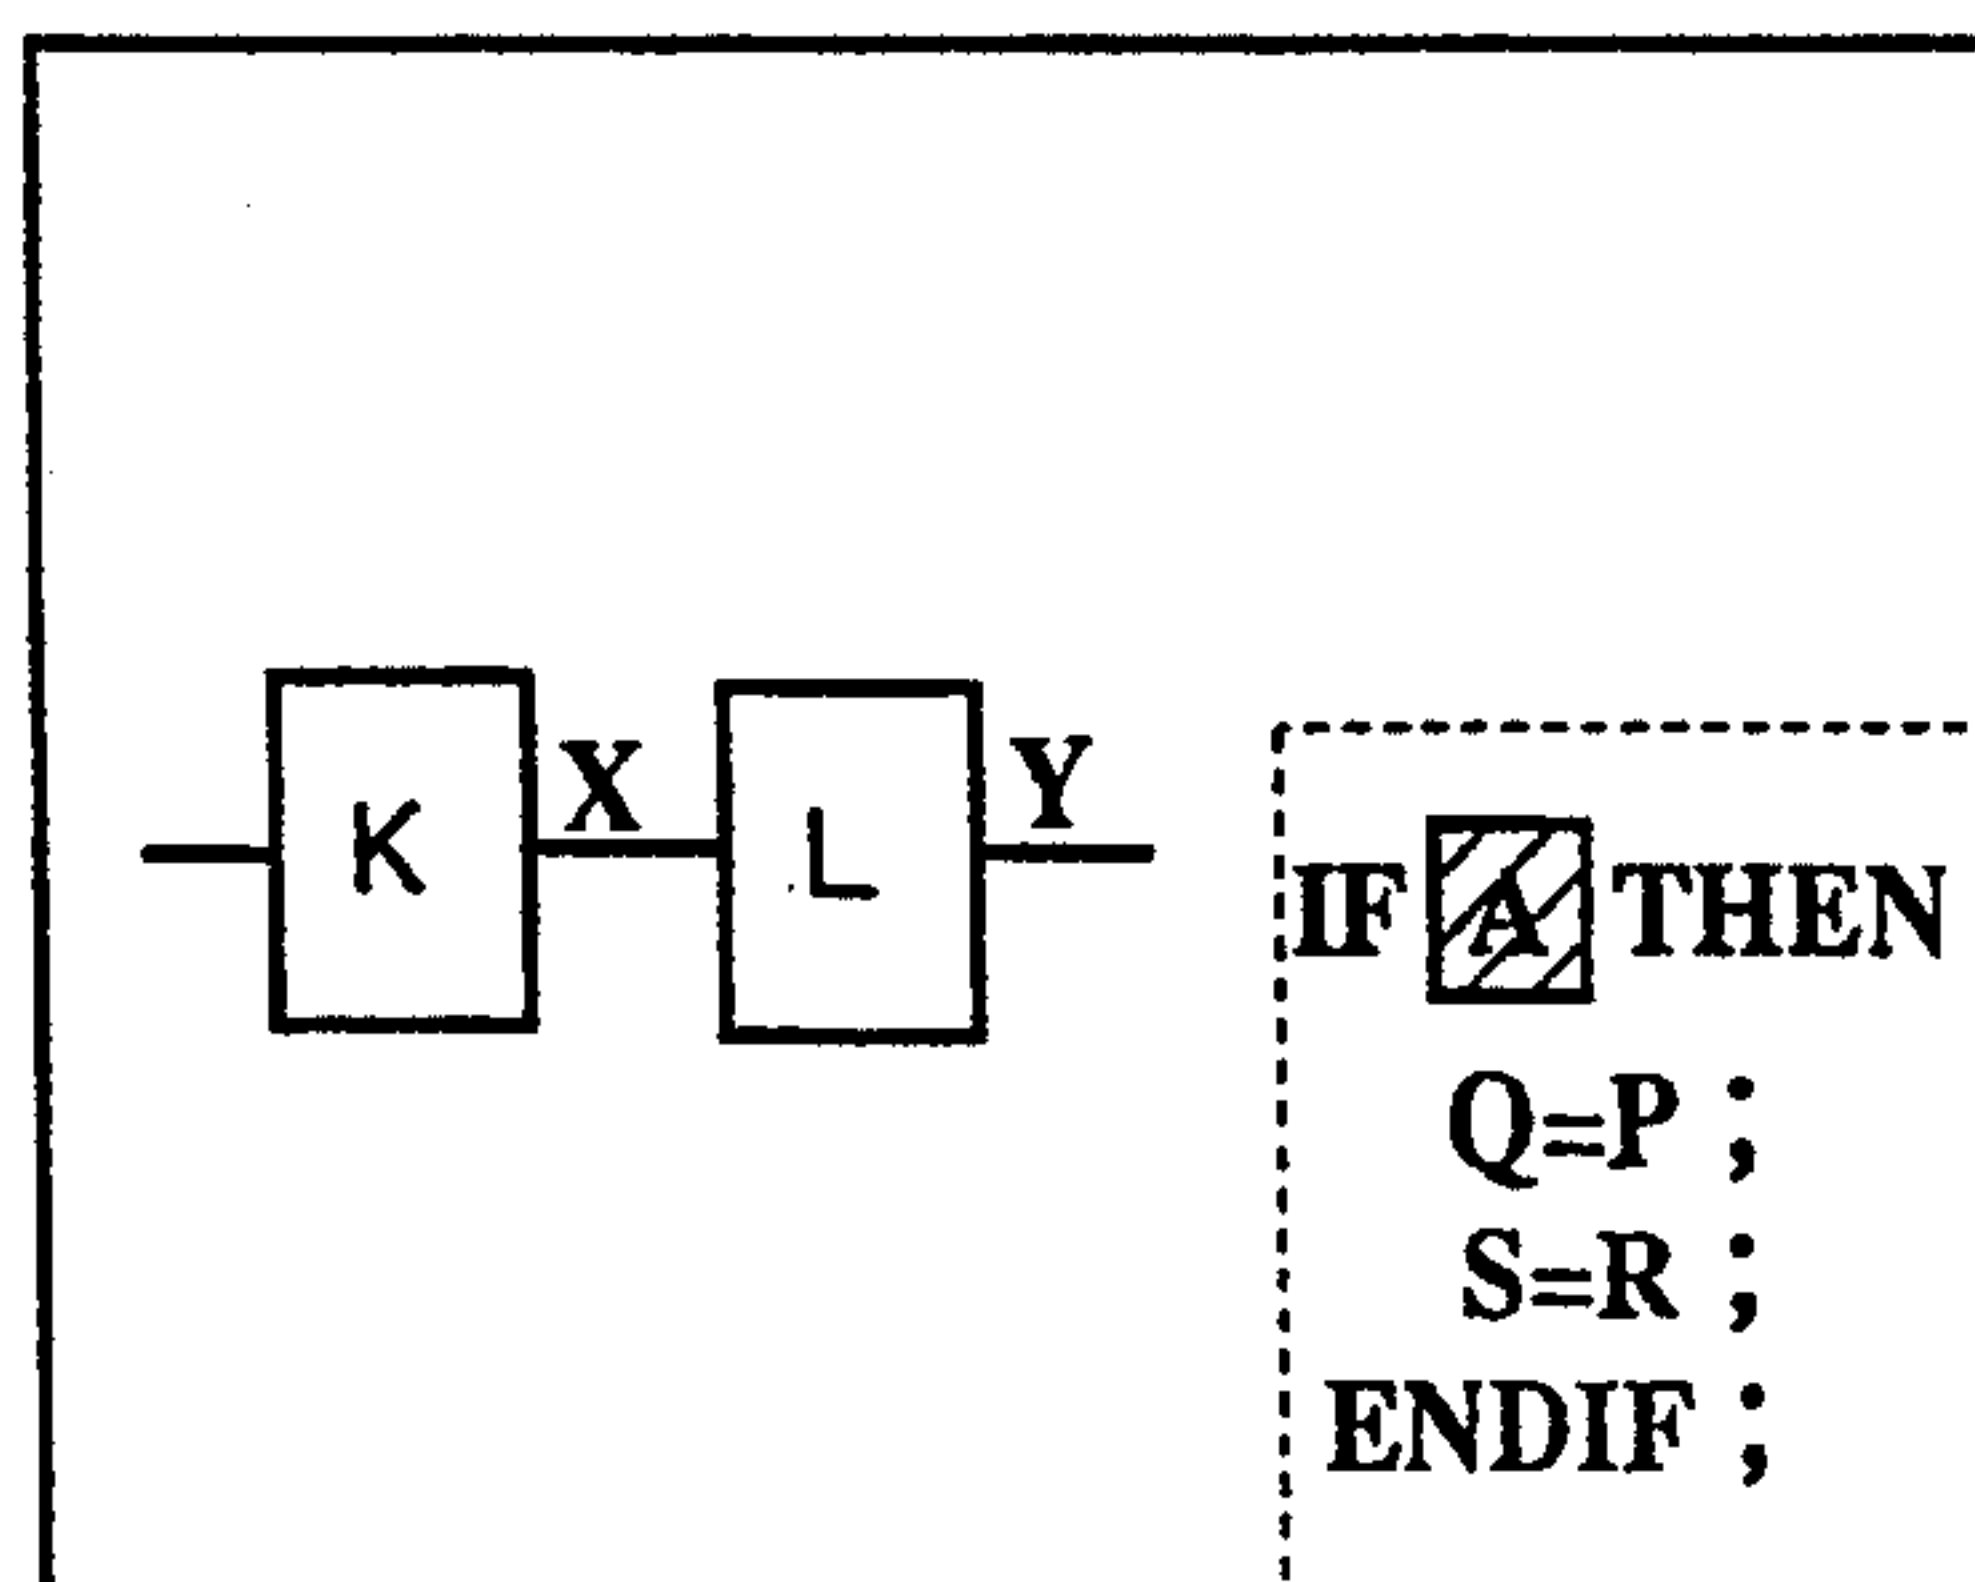 K X L Y
IF A THEN
Q=P ;
S=R ;
ENDIF ;